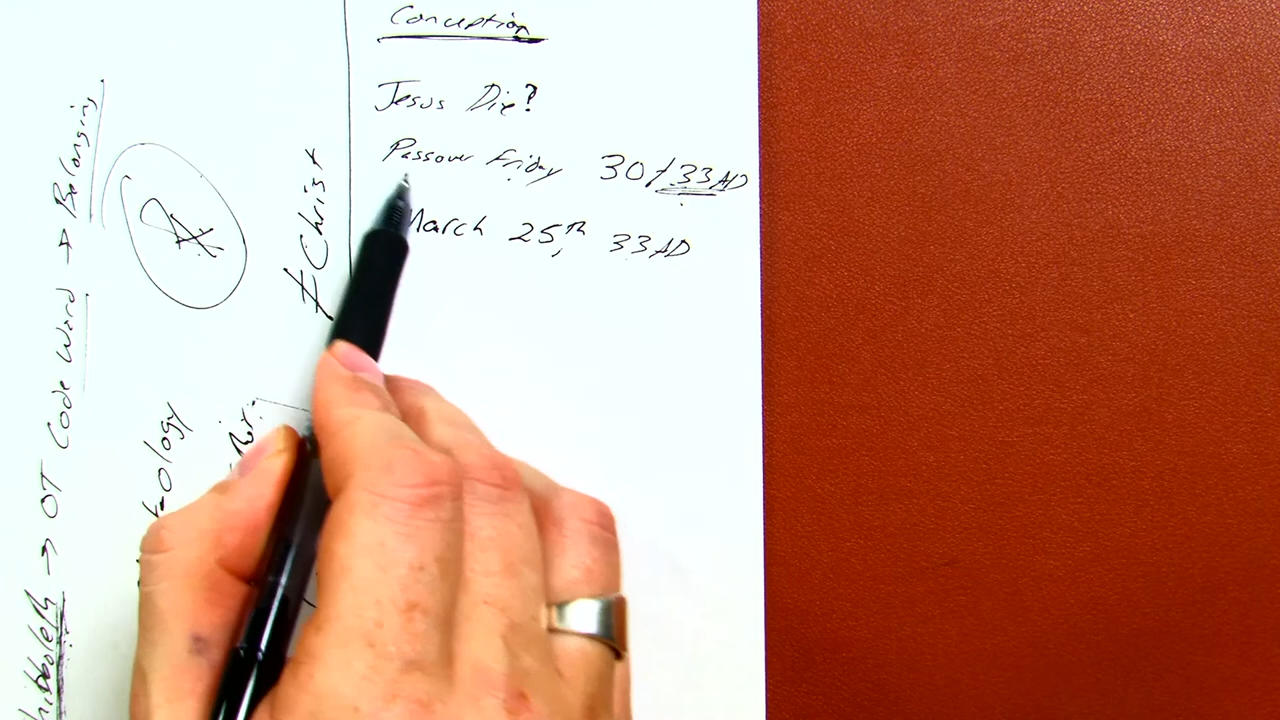 Conception
Jesus Die?
Passover Friday 30/33AD
March 25th 33AD
≠ Christ
→ OT Code Word → Belonging